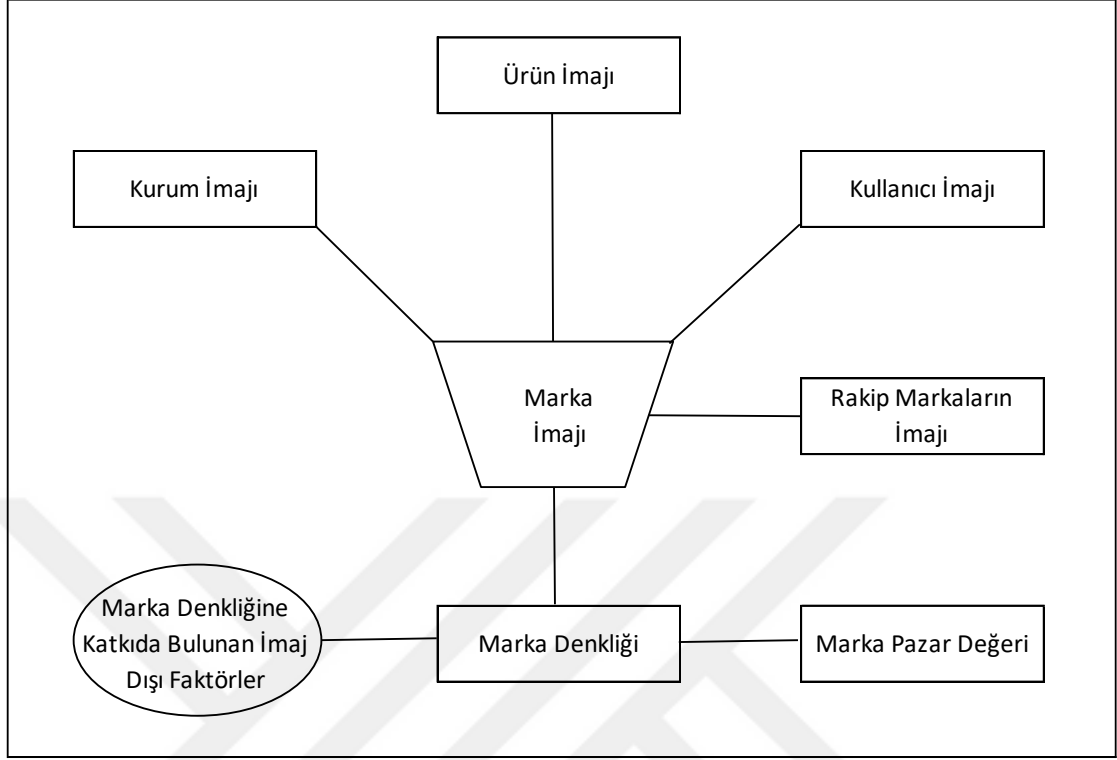 Ürün İmajı
Kurum İmajı
Kullanıcı İmajı
Marka
İmajı
Rakip Markaların
İmajı
Marka Denkliğine
Katkıda Bulunan İmaj
Dışı Faktörler
Marka Denkliği
Marka Pazar Değeri